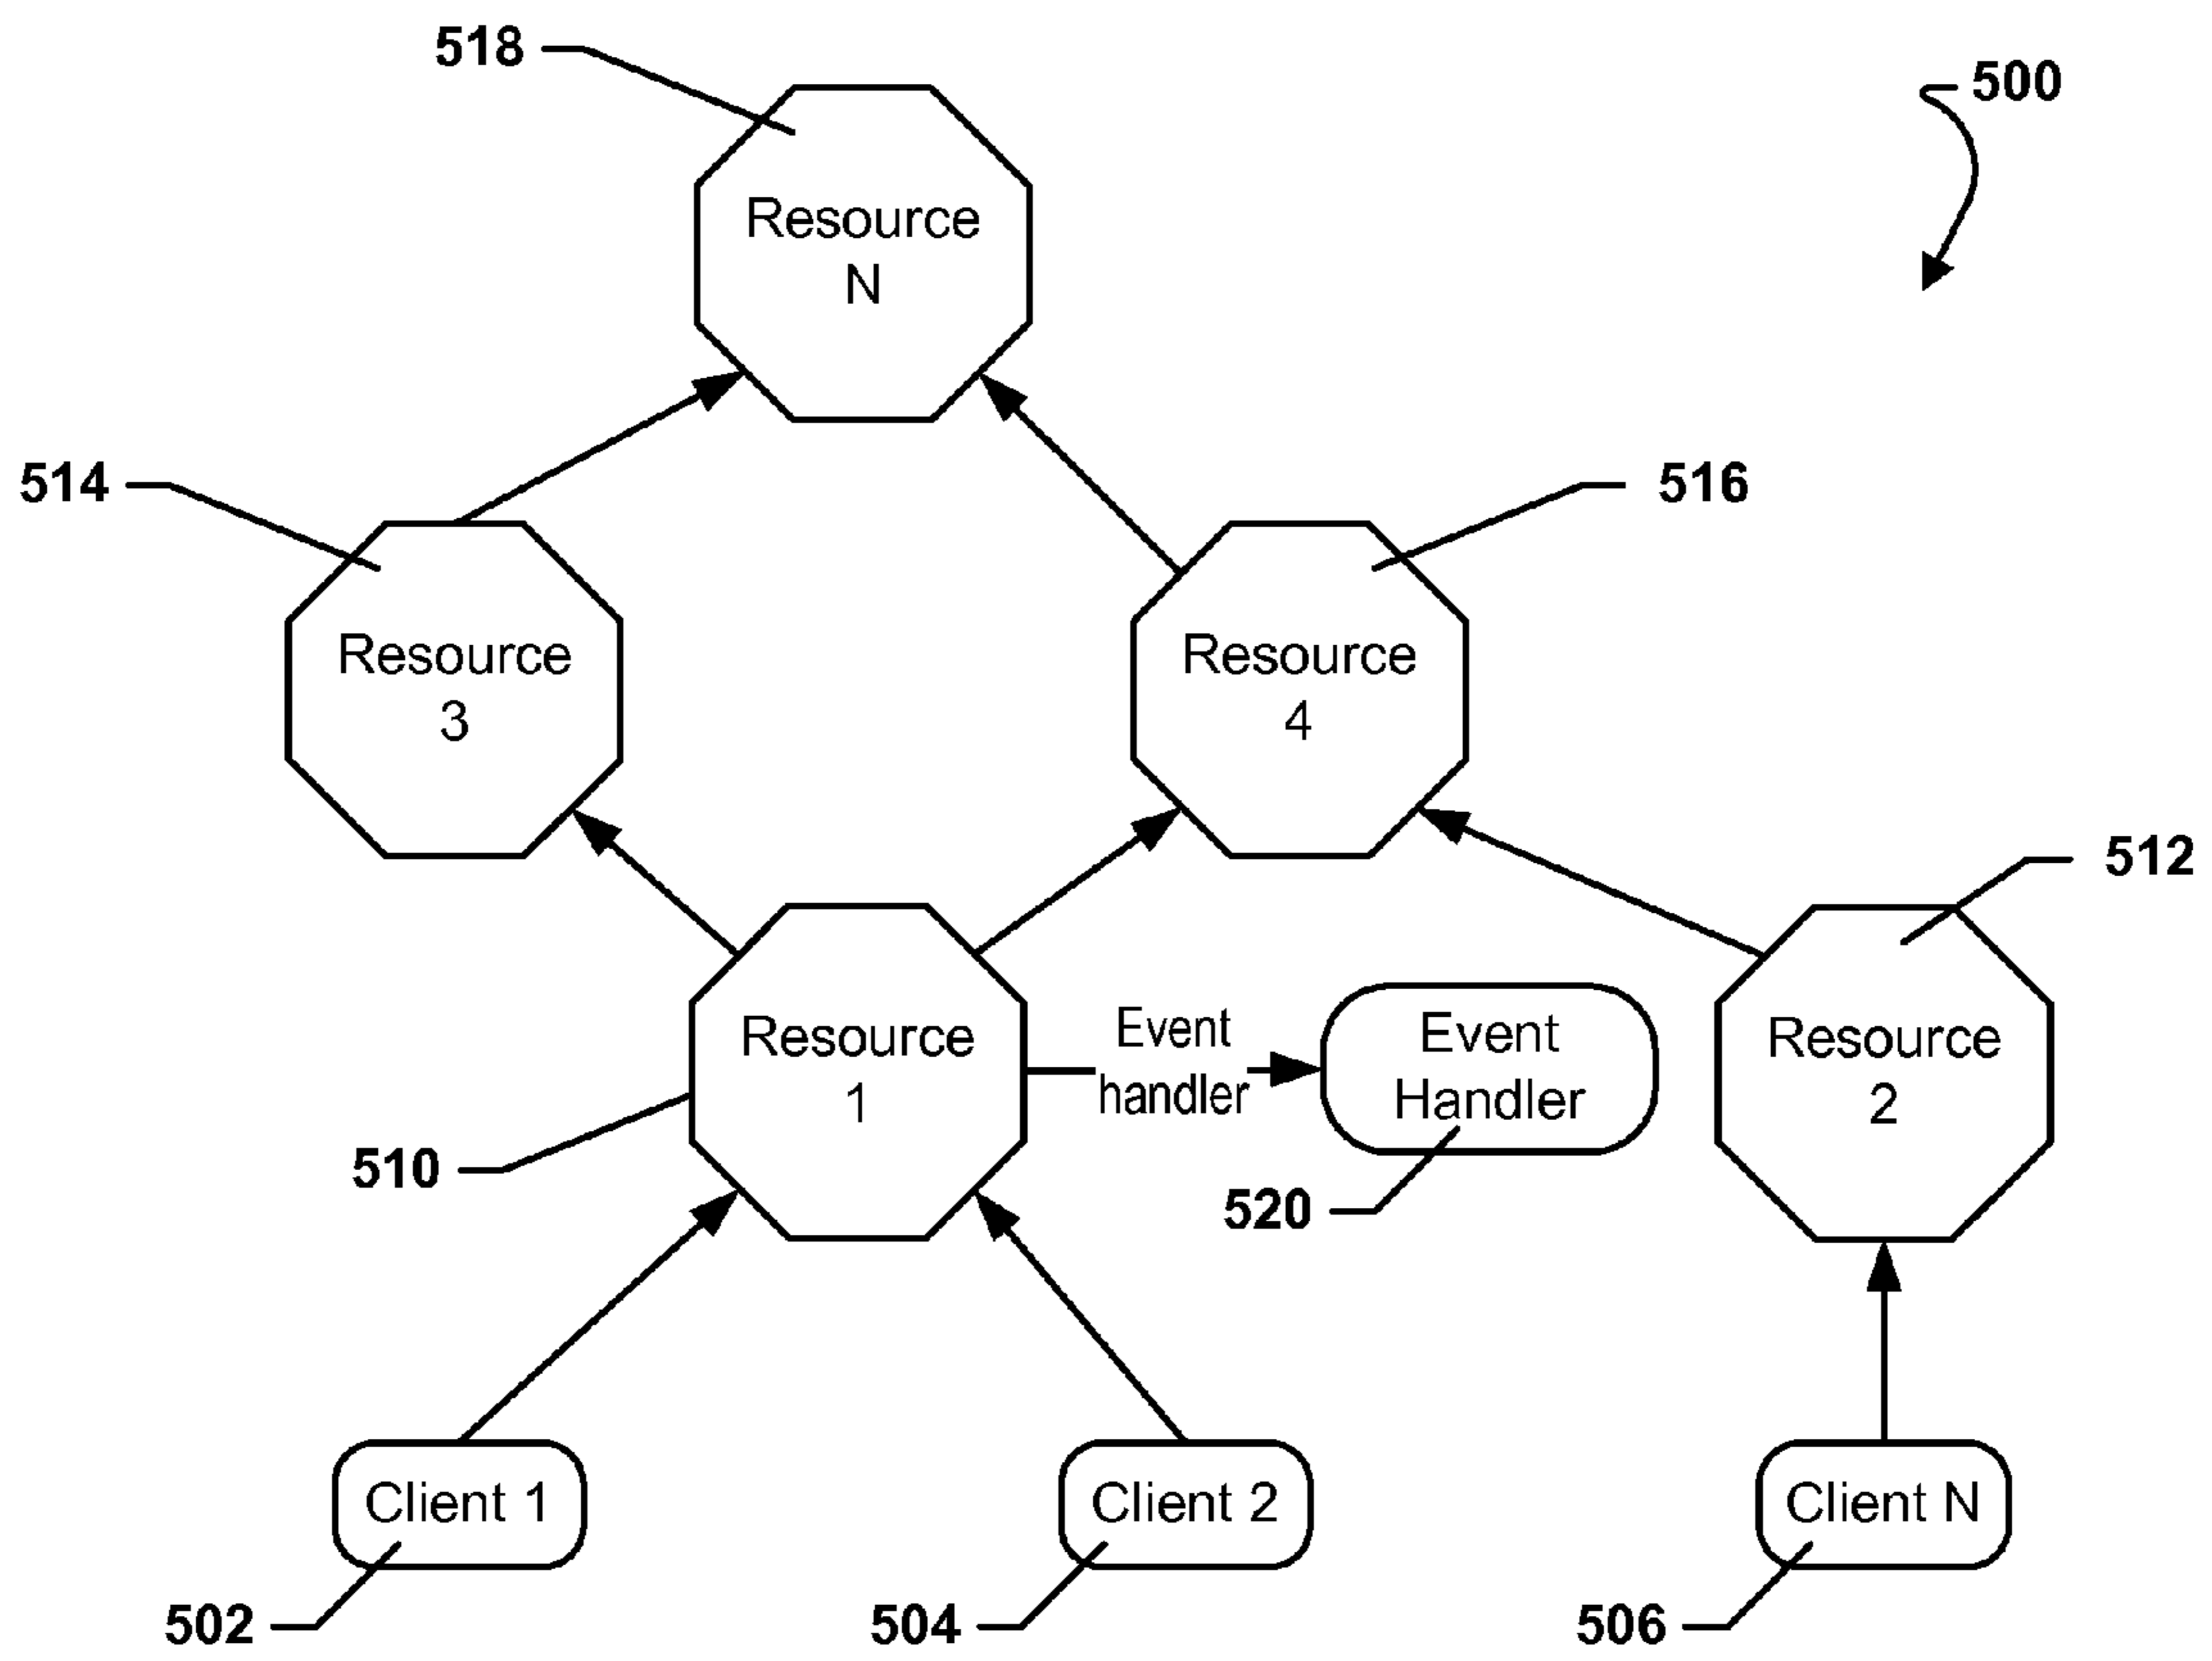 518
500
Resource
N
514
516
Resource
3
Resource
4
512
Resource
1
Event
handler
Event
Handler
Resource
2
510
520
Client 1
Client 2
Client N
502
504
506